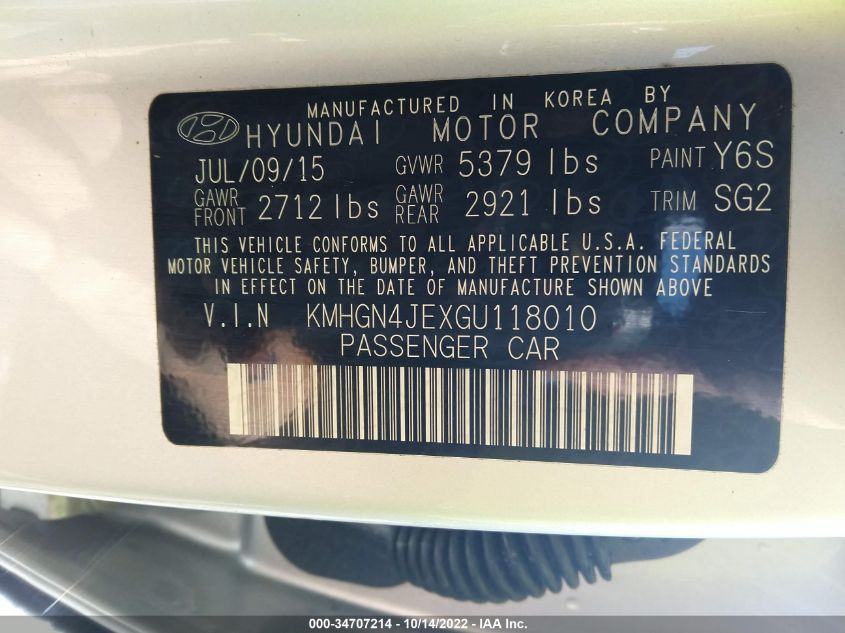 MANUFACTURED IN KOREA BY
HYUNDAI MOTOR COMPANY
JUL/09/15 GVWR 5379 lbs PAINT Y6S
GAWR FRONT 2712 lbs GAWR REAR 2921 lbs TRIM SG2
THIS VEHICLE CONFORMS TO ALL APPLICABLE U.S.A. FEDERAL
MOTOR VEHICLE SAFETY, BUMPER, AND THEFT PREVENTION STANDARDS
IN EFFECT ON THE DATE OF MANUFACTURE SHOWN ABOVE
V.I.N KMHGN4JEXGU118010
PASSENGER CAR
000-34707214 - 10/14/2022 - IAA Inc.